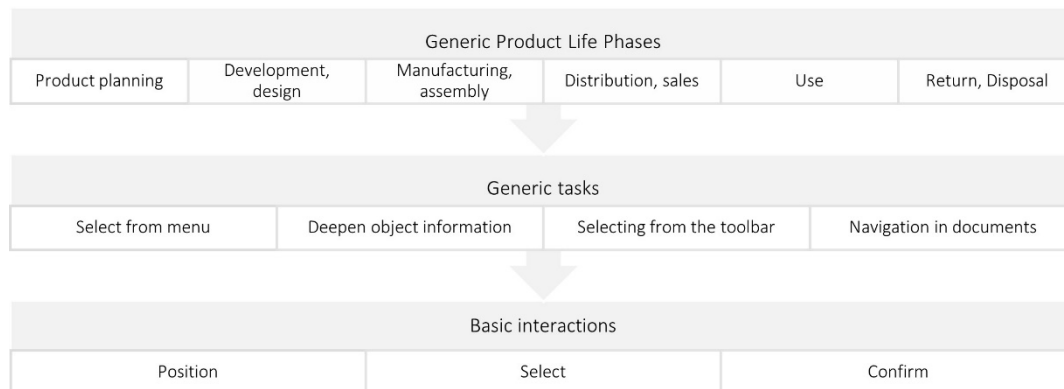 Generic Product Life Phases
Product planning
Development,
design
Manufacturing,
assembly
Distribution, sales
Use
Return, Disposal
Generic tasks
Select from menu
Deepen object information
Selecting from the toolbar
Navigation in documents
Basic interactions
Position
Select
Confirm